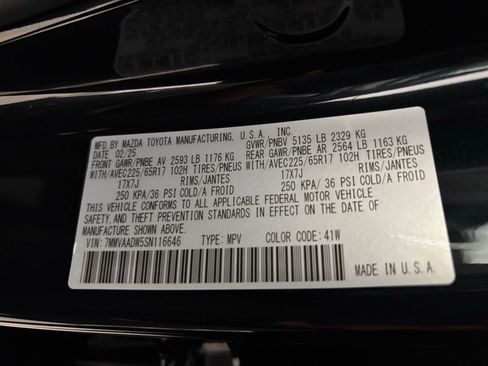 MFD. BY MAZDA TOYOTA MANUFACTURING, U.S.A., INC.
DATE 02/25 GVWR/PNBV 5135 LB 2329 KG
FRONT GAWR/PNBE AV 2593 LB 1176 KG REAR GAWR/PNBE AR 2564 LB 1163 KG
WITH/AVEC225/65R17 102H TIRES/PNEUS WITH/AVEC225/65R17 102H TIRES/PNEUS
17X7J RIMS/JANTES 17X7J RIMS/JANTES
250 KPA/ 36 PSI COLD/A FROID 250 KPA/ 36 PSI COLD/A FROID
THIS VEHICLE CONFORMS TO ALL APPLICABLE FEDERAL MOTOR VEHICLE
SAFETY, AND THEFT PREVENTION STANDARDS IN EFFECT ON THE DATE OF
MANUFACTURE SHOWN ABOVE.
VIN: 7MMVAADW5SN116646 TYPE: MPV COLOR CODE: 41W
MADE IN U.S.A.